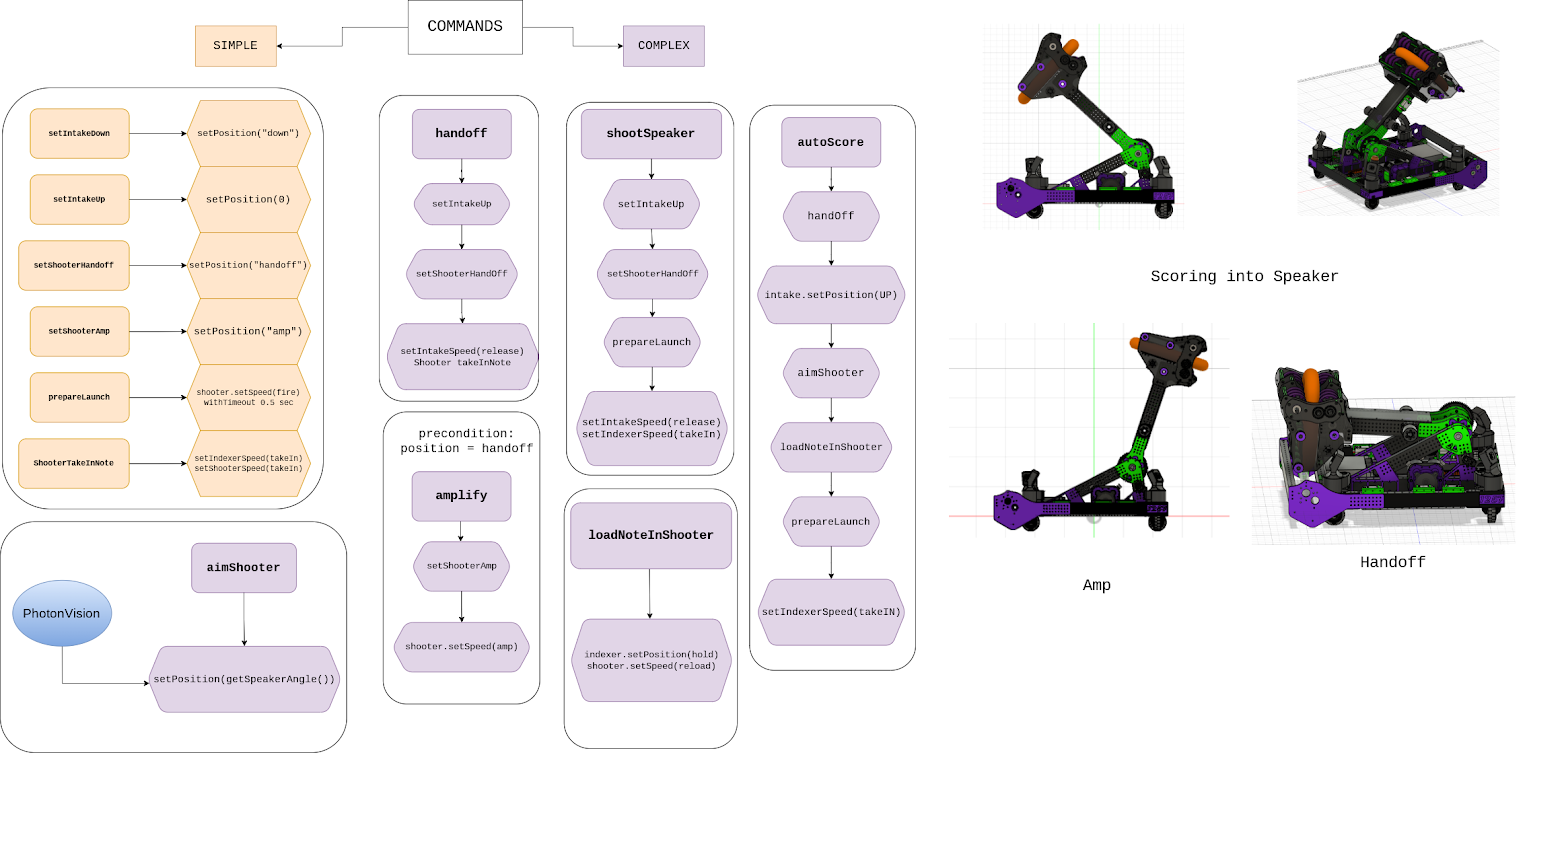 COMMANDS
SIMPLE
COMPLEX
setIntakeDown
setPosition("down")
setIntakeUp
setPosition(0)
setShooterHandoff
setPosition("handoff")
setShooterAmp
setPosition("amp")
prepareLaunch
shooter.setSpeed(fire)
withTimeout 0.5 sec
ShooterTakeInNote
setIndexerSpeed(takeIn)
setShooterSpeed(takeIn)
aimShooter
PhotonVision
setPosition(getSpeakerAngle())
handoff
setIntakeUp
setShooterHandOff
setIntakeSpeed(release)
Shooter takeInNote
precondition:
position = handoff
amplify
setShooterAmp
shooter.setSpeed(amp)
shootSpeaker
setIntakeUp
setShooterHandOff
prepareLaunch
setIntakeSpeed(release)
setIndexerSpeed(takeIn)
loadNoteInShooter
indexer.setPosition(hold)
shooter.setSpeed(reload)
autoScore
handOff
intake.setPosition(UP)
aimShooter
loadNoteInShooter
prepareLaunch
setIndexerSpeed(takeIN)
Scoring into Speaker
Amp
Handoff